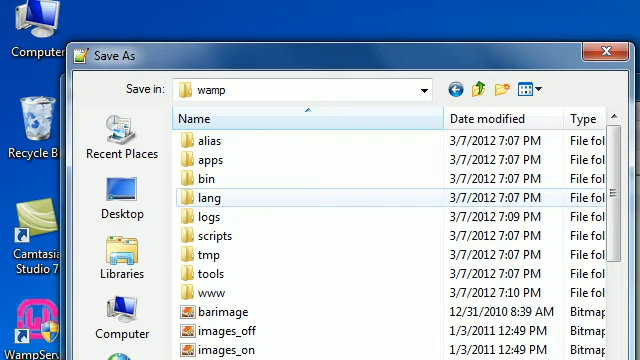 Computer
Save As
Save in:
wamp
Name
Date modified
Type
alias
3/7/2012 7:07 PM
File fol
apps
3/7/2012 7:07 PM
File fol
Recycle B
Recent Places
bin
3/7/2012 7:07 PM
File fol
lang
3/7/2012 7:07 PM
File fol
Desktop
logs
3/7/2012 7:09 PM
File fol
scripts
3/7/2012 7:07 PM
File fol
Camtasia
Studio 7
tmp
3/7/2012 7:07 PM
File fol
Libraries
tools
3/7/2012 7:07 PM
File fol
www
3/7/2012 7:10 PM
File fol
barimage
12/31/2010 8:39 AM
Bitmap
Computer
images_off
1/3/2011 12:49 PM
Bitmap
WampServ
images_on
1/3/2011 12:49 PM
Bitmap